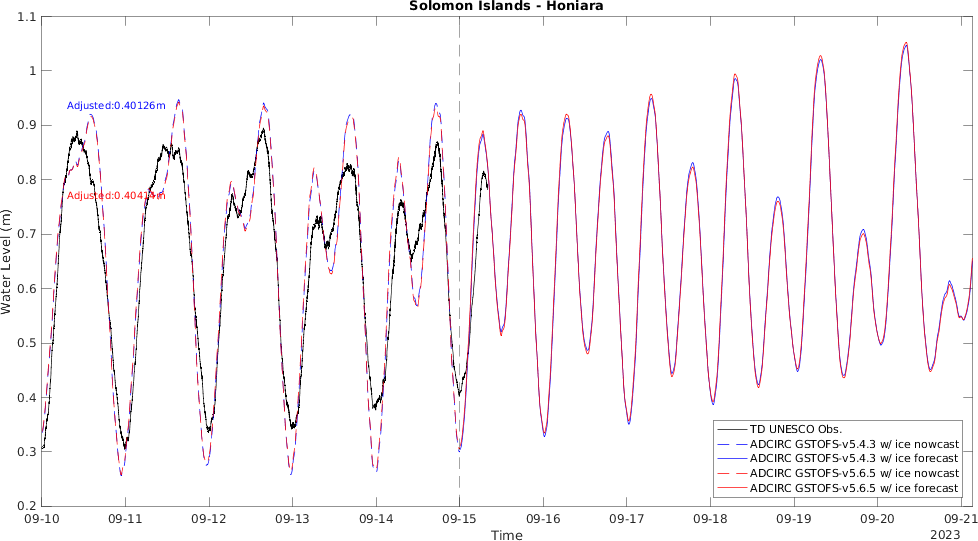 Solomon Islands - Honiara
1.1
1
0.9
0.8
0.7
0.6
0.5
0.4
0.3
0.2
Water Level (m)
Adjusted:0.40126m
Adjusted:0.40414m
TD UNESCO Obs.
ADCIRC GSTOFS-v5.4.3 w/ ice nowcast
ADCIRC GSTOFS-v5.4.3 w/ ice forecast
ADCIRC GSTOFS-v5.6.5 w/ ice nowcast
ADCIRC GSTOFS-v5.6.5 w/ ice forecast
09-10 09-11 09-12 09-13 09-14 09-15 09-16 09-17 09-18 09-19 09-20 09-21
Time
2023